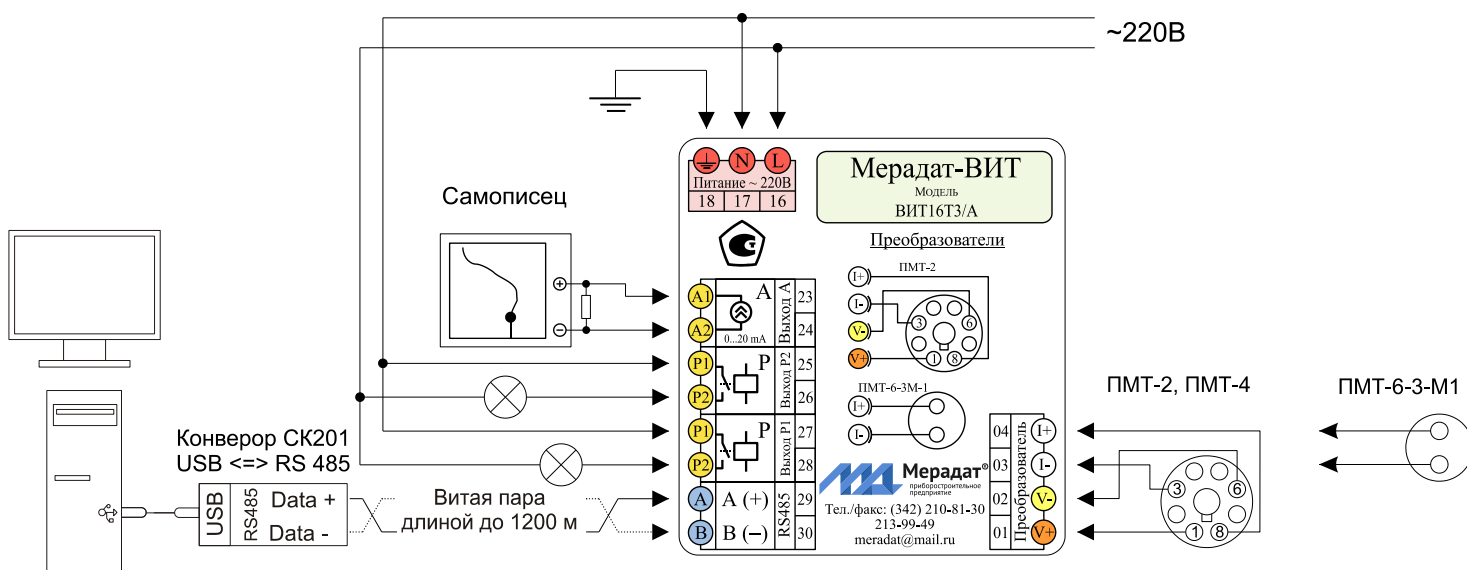 ~220В
N
L
Питание ~ 220В
18
17
16
Мерадат-ВИТ
Модель
ВИТ16Т3/А
Самописец
Преобразователи
ПМТ-2
I+
I-
V-
V+
3
6
1
8
A1
A2
A
0...20 mA
Выход А
23
24
P1
P2
P
Выход P2
25
26
P1
P2
P
Выход P1
27
28
A
B
A (+)
B (−)
RS485
29
30
ПМТ-6-3М-1
I+
I-
Мерадат®
приборостроительное
предприятие
Тел./факс: (342) 210-81-30
213-99-49
meradat@mail.ru
04
03
02
01
Преобразователь
I+
I-
V-
V+
ПМТ-2, ПМТ-4
3
6
1
8
ПМТ-6-3-М1
Конверор СК201
USB <=> RS 485
USB
RS485
Data +
Data -
Витая пара
длиной до 1200 м